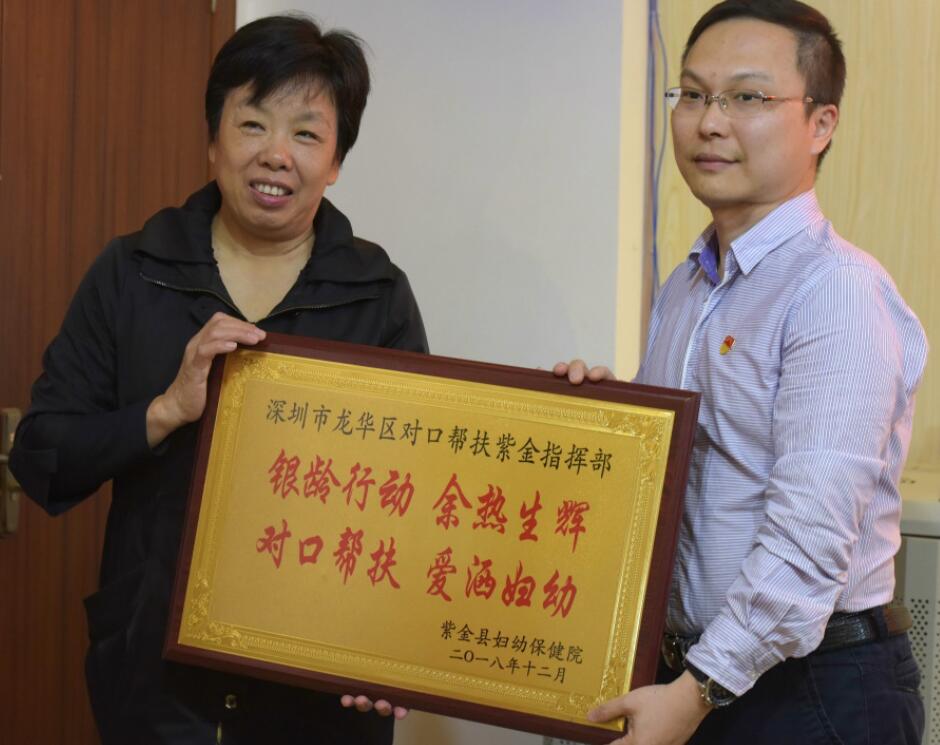 深圳市龙华区对口帮扶紫金指挥部
银龄行动 余热生辉
对口帮扶 爱洒妇幼
紫金县妇幼保健院
二〇一八年十二月